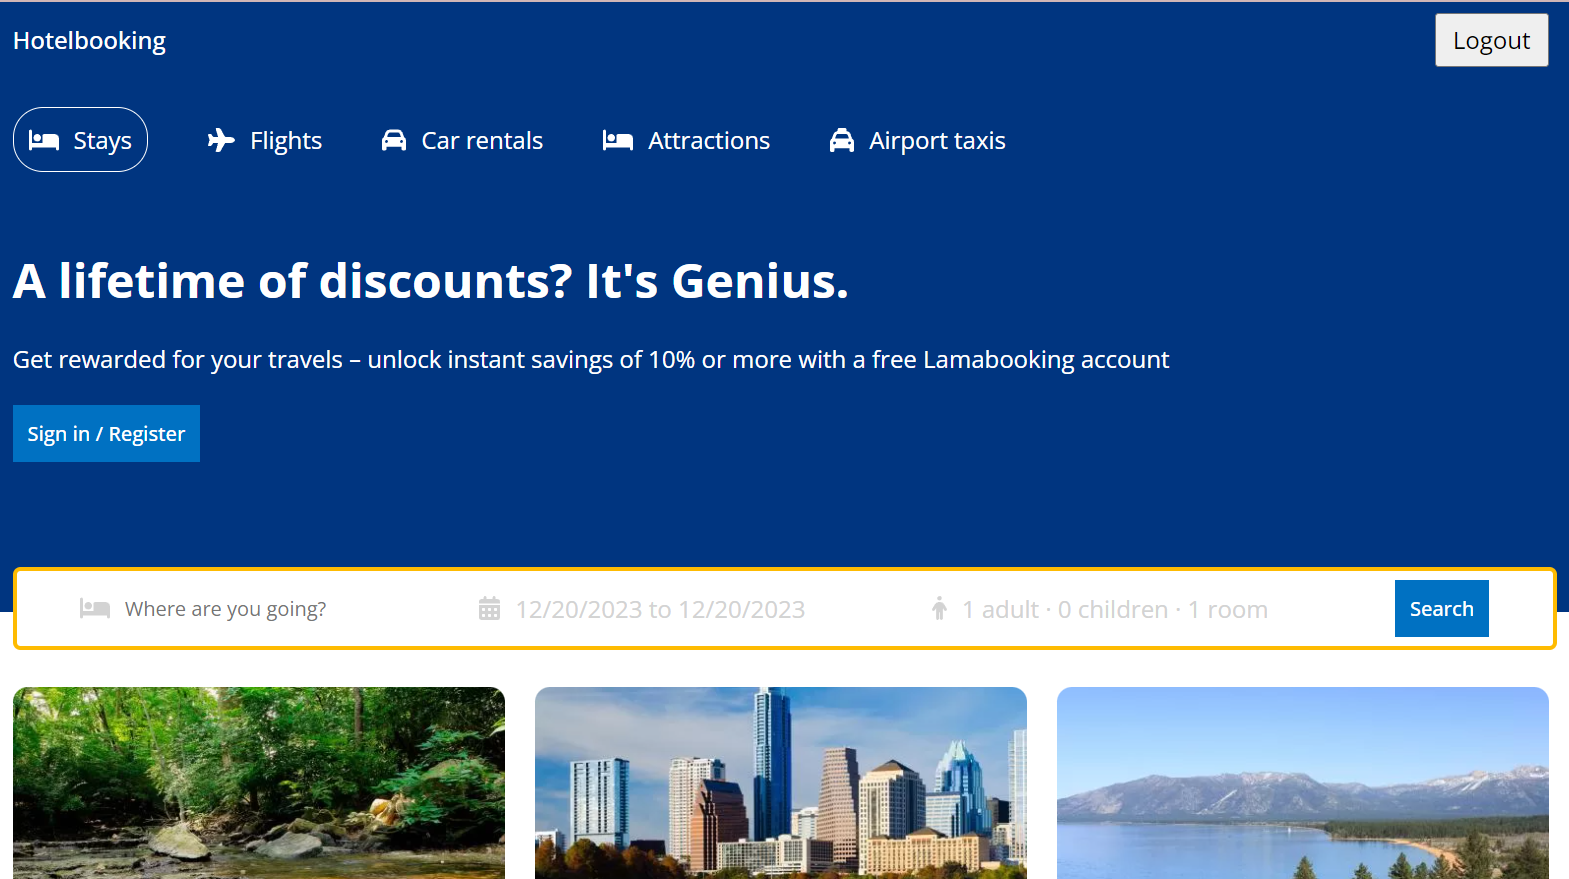 Hotelbooking
Logout
Stays
Flights
Car rentals
Attractions
Airport taxis
A lifetime of discounts? It's Genius.
Get rewarded for your travels – unlock instant savings of 10% or more with a free Lamabooking account
Sign in / Register
Where are you going?
12/20/2023 to 12/20/2023
1 adult · 0 children · 1 room
Search